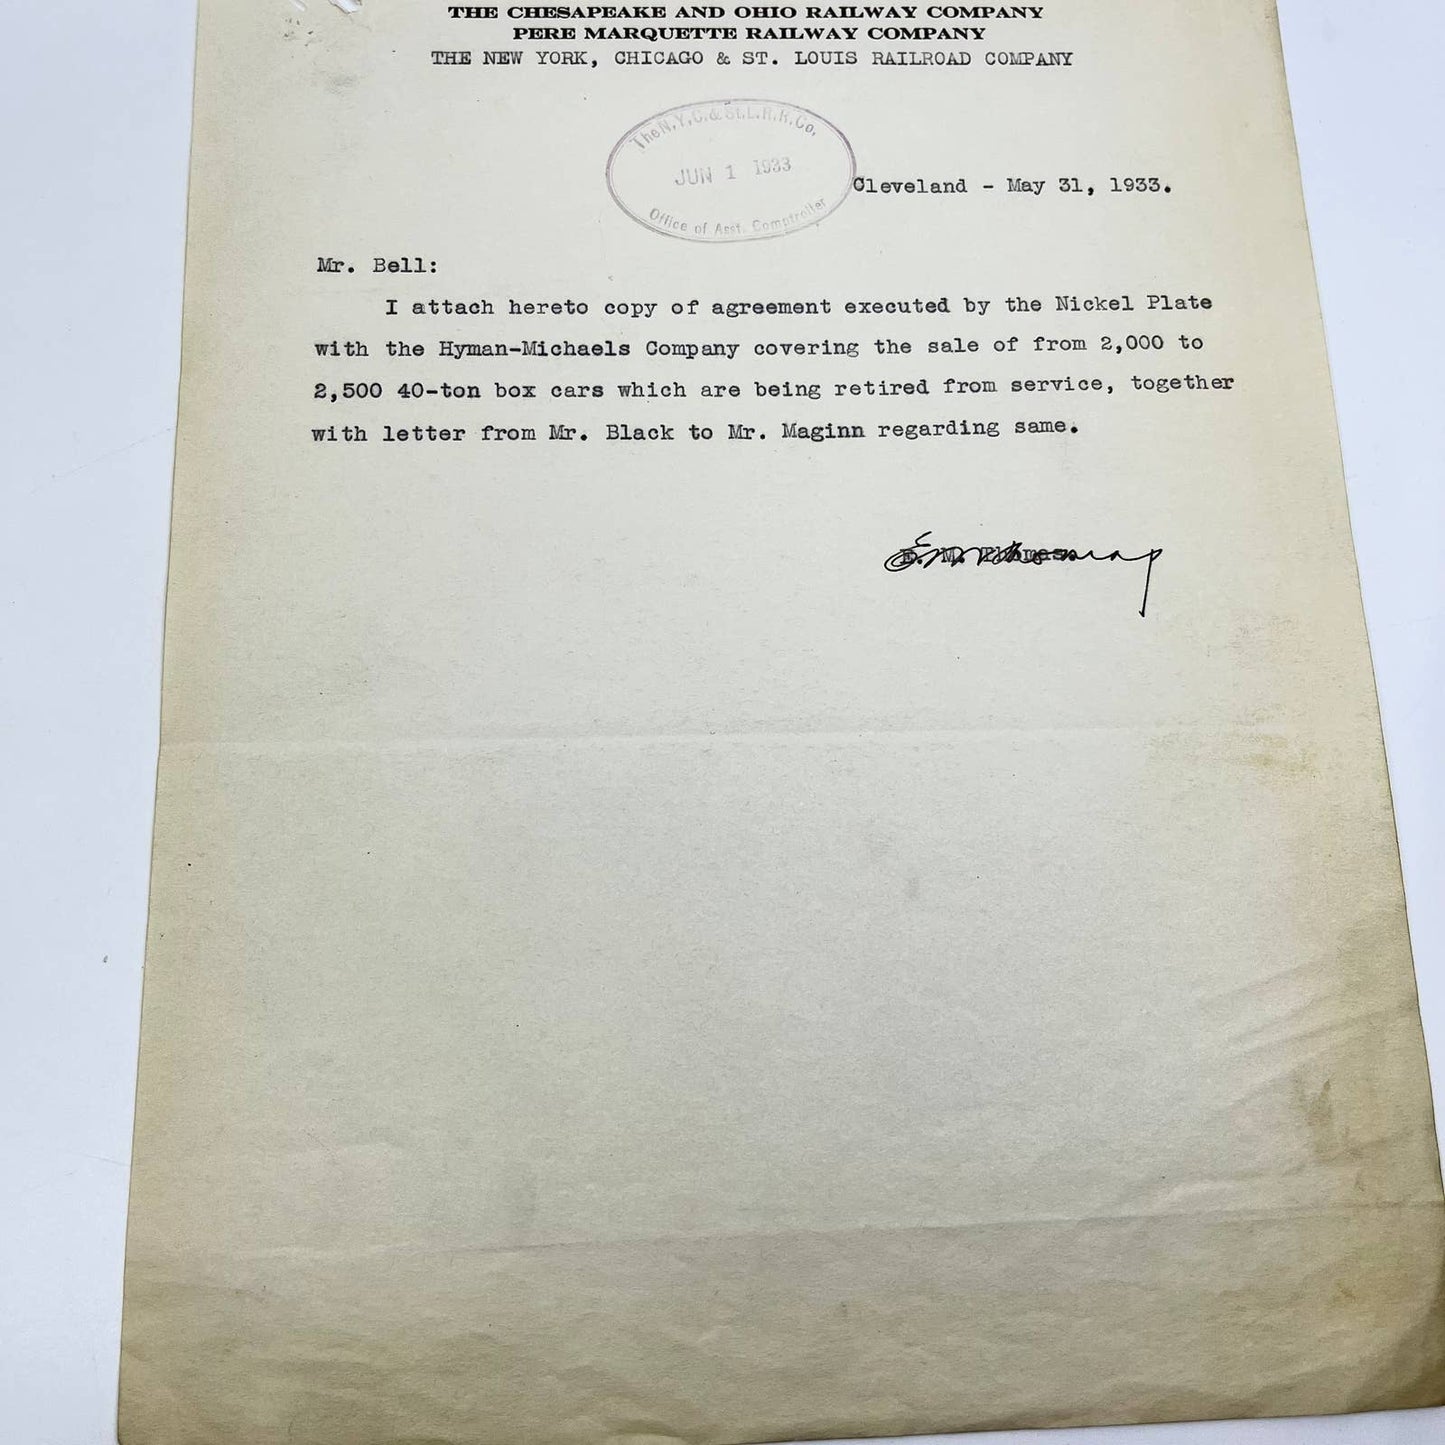 THE CHESAPEAKE AND OHIO RAILWAY COMPANY
PERE MARQUETTE RAILWAY COMPANY
THE NEW YORK, CHICAGO & ST. LOUIS RAILROAD COMPANY
The N.Y.C. & St. L. R.R. Co.
JUN 1 1933
Office of Asst. Comptroller
Cleveland - May 31, 1933.
Mr. Bell:
I attach hereto copy of agreement executed by the Nickel Plate
with the Hyman-Michaels Company covering the sale of from 2,000 to
2,500 40-ton box cars which are being retired from service, together
with letter from Mr. Black to Mr. Maginn regarding same.
E. M. Thomas